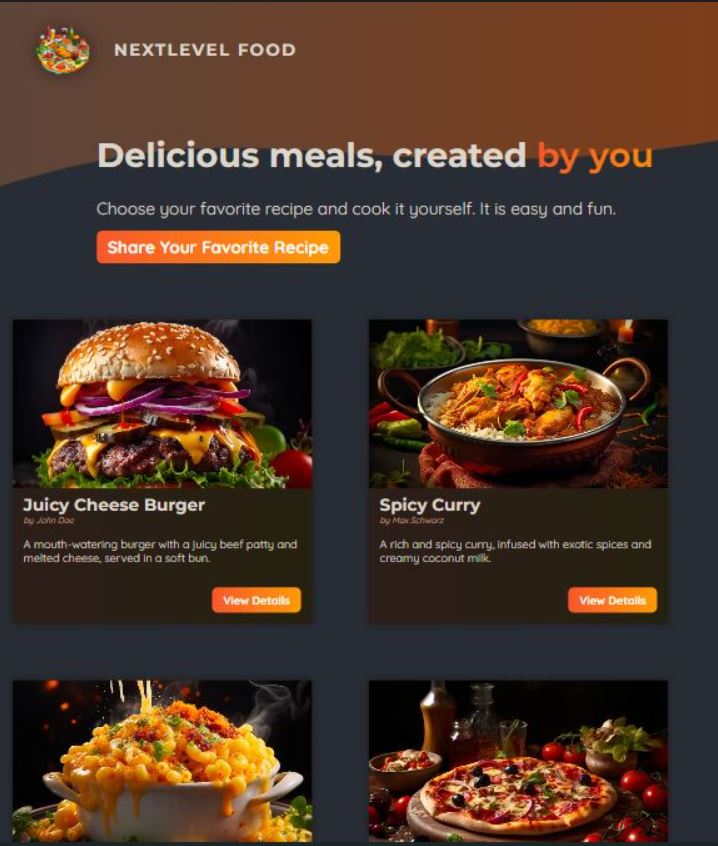 NEXTLEVEL FOOD
Delicious meals, created by you
Choose your favorite recipe and cook it yourself. It is easy and fun.
Share Your Favorite Recipe
Juicy Cheese Burger
by John Doe
A mouth-watering burger with a juicy beef patty and
melted cheese, served in a soft bun.
View Details
Spicy Curry
by Max Schwarz
A rich and spicy curry, infused with exotic spices and
creamy coconut milk.
View Details